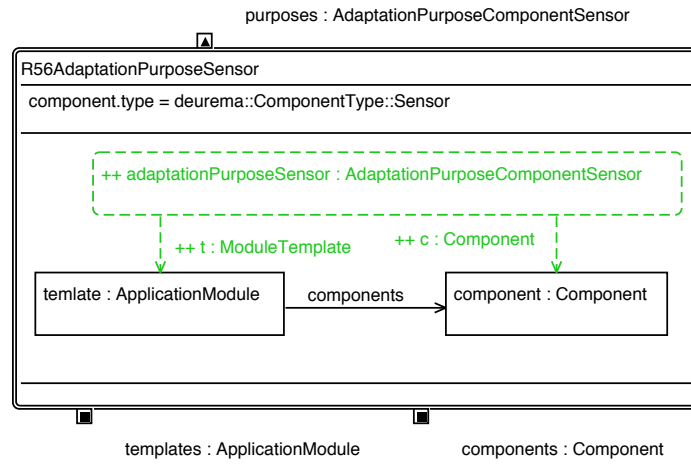 purposes : AdaptationPurposeComponentSensor
R56AdaptationPurposeSensor
component.type = deurema::ComponentType::Sensor
++ adaptationPurposeSensor : AdaptationPurposeComponentSensor
++ t : ModuleTemplate
++ c : Component
temlate : ApplicationModule
components
component : Component
templates : ApplicationModule
components : Component